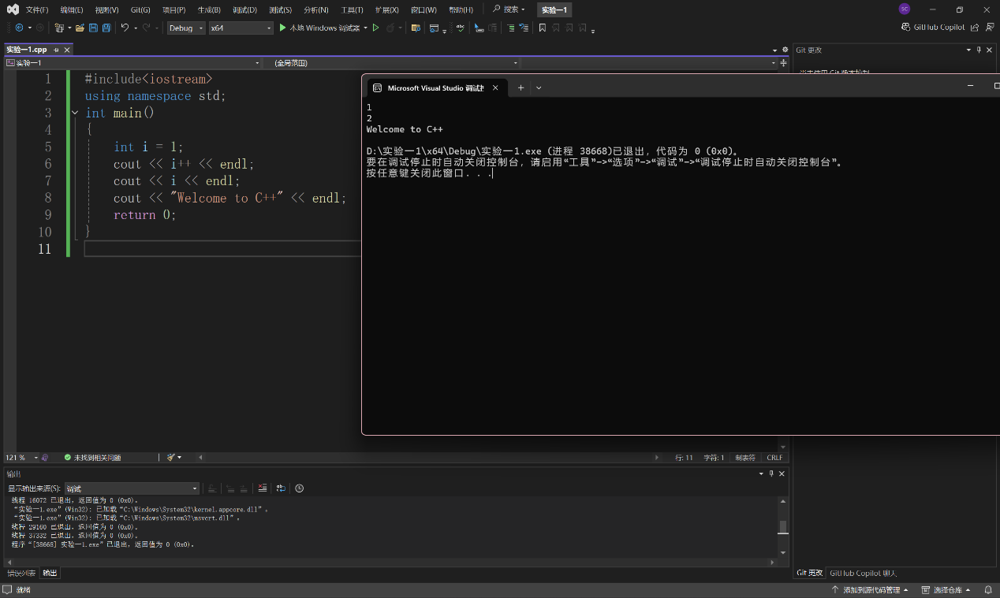 文件(F) 编辑(E) 视图(V) Git(G) 项目(P) 生成(B) 调试(D) 测试(S) 分析(N) 工具(T) 扩展(X) 窗口(W) 帮助(H) 搜索 实验一1 SC
Debug x64 本地 Windows 调试器 GitHub Copilot
实验一1.cpp
Git 更改
实验一1 (全局范围)
1 #include<iostream>
2 using namespace std;
3 int main()
4 {
5 int i = 1;
6 cout << i++ << endl;
7 cout << i << endl;
8 cout << "Welcome to C++" << endl;
9 return 0;
10 }
11
Microsoft Visual Studio 调试
1
2
Welcome to C++
D:\实验一1\x64\Debug\实验一1.exe (进程 38668)已退出，代码为 0 (0x0)。
要在调试停止时自动关闭控制台，请启用“工具”->“选项”->“调试”->“调试停止时自动关闭控制台”。
按任意键关闭此窗口. . .
121 % 未找到相关问题 行: 11 字符: 1 制表符 CRLF
输出
显示输出来源(S): 调试
线程 16072 已退出，返回值为 0 (0x0)。
“实验一1.exe”(Win32): 已加载“C:\Windows\System32\kernel.appcore.dll”。
“实验一1.exe”(Win32): 已加载“C:\Windows\System32\msvcrt.dll”。
线程 29160 已退出，返回值为 0 (0x0)。
线程 37332 已退出，返回值为 0 (0x0)。
程序“[38668] 实验一1.exe”已退出，返回值为 0 (0x0)。
错误列表 输出
Git 更改 GitHub Copilot 聊天
就绪 添加到源代码管理 选择仓库